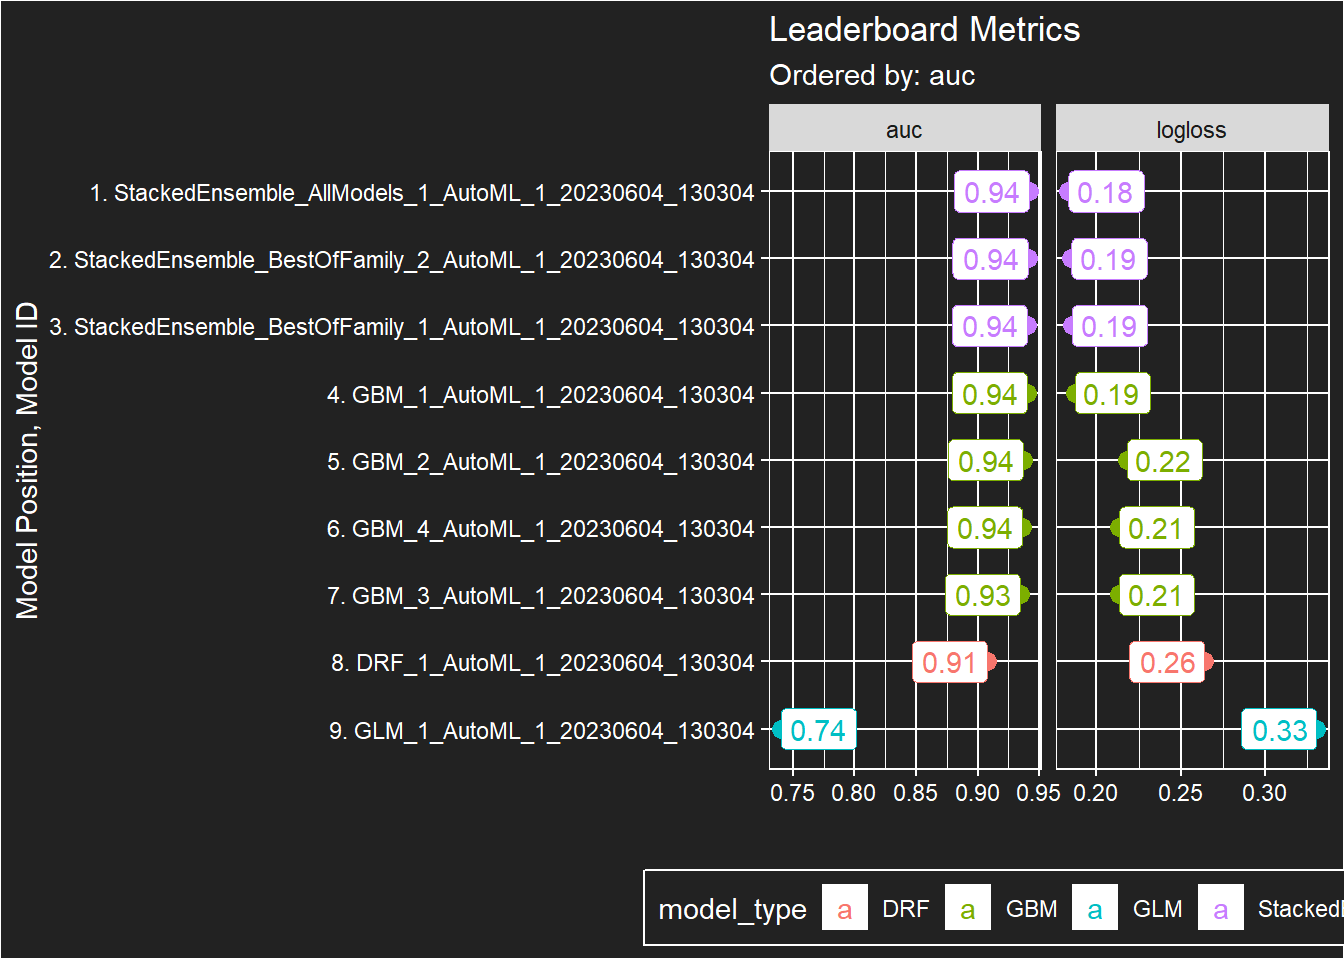 Leaderboard Metrics
Ordered by: auc
auc logloss
Model Position, Model ID
1. StackedEnsemble_AllModels_1_AutoML_1_20230604_130304 0.94 0.18
2. StackedEnsemble_BestOfFamily_2_AutoML_1_20230604_130304 0.94 0.19
3. StackedEnsemble_BestOfFamily_1_AutoML_1_20230604_130304 0.94 0.19
4. GBM_1_AutoML_1_20230604_130304 0.94 0.19
5. GBM_2_AutoML_1_20230604_130304 0.94 0.22
6. GBM_4_AutoML_1_20230604_130304 0.94 0.21
7. GBM_3_AutoML_1_20230604_130304 0.93 0.21
8. DRF_1_AutoML_1_20230604_130304 0.91 0.26
9. GLM_1_AutoML_1_20230604_130304 0.74 0.33
0.75 0.80 0.85 0.90 0.95 0.20 0.25 0.30
model_type a DRF a GBM a GLM a